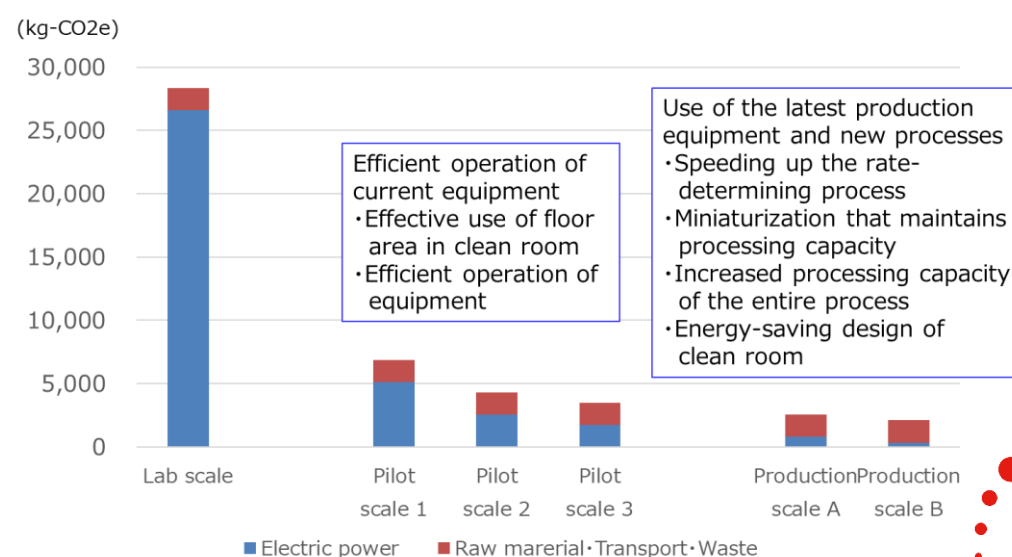 (kg-CO2e)
30,000
25,000
20,000
15,000
10,000
5,000
0
Efficient operation of
current equipment
・Effective use of floor
area in clean room
・Efficient operation of
equipment
Use of the latest production
equipment and new processes
・Speeding up the rate-
determining process
・Miniaturization that maintains
processing capacity
・Increased processing capacity
of the entire process
・Energy-saving design of
clean room
Lab scale
Pilot
scale 1
Pilot
scale 2
Pilot
scale 3
Production
scale A
Production
scale B
Electric power
Raw marerial・Transport・Waste